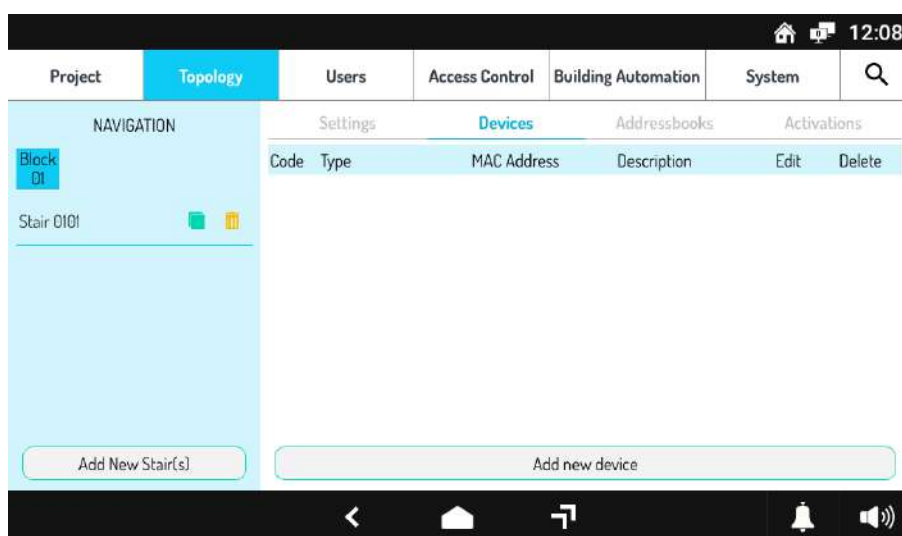 12:08
Project Topology Users Access Control Building Automation System
NAVIGATION
Settings Devices Addressbooks Activations
Block
01
Code Type MAC Address Description Edit Delete
Stair 0101
Add New Stair(s)
Add new device